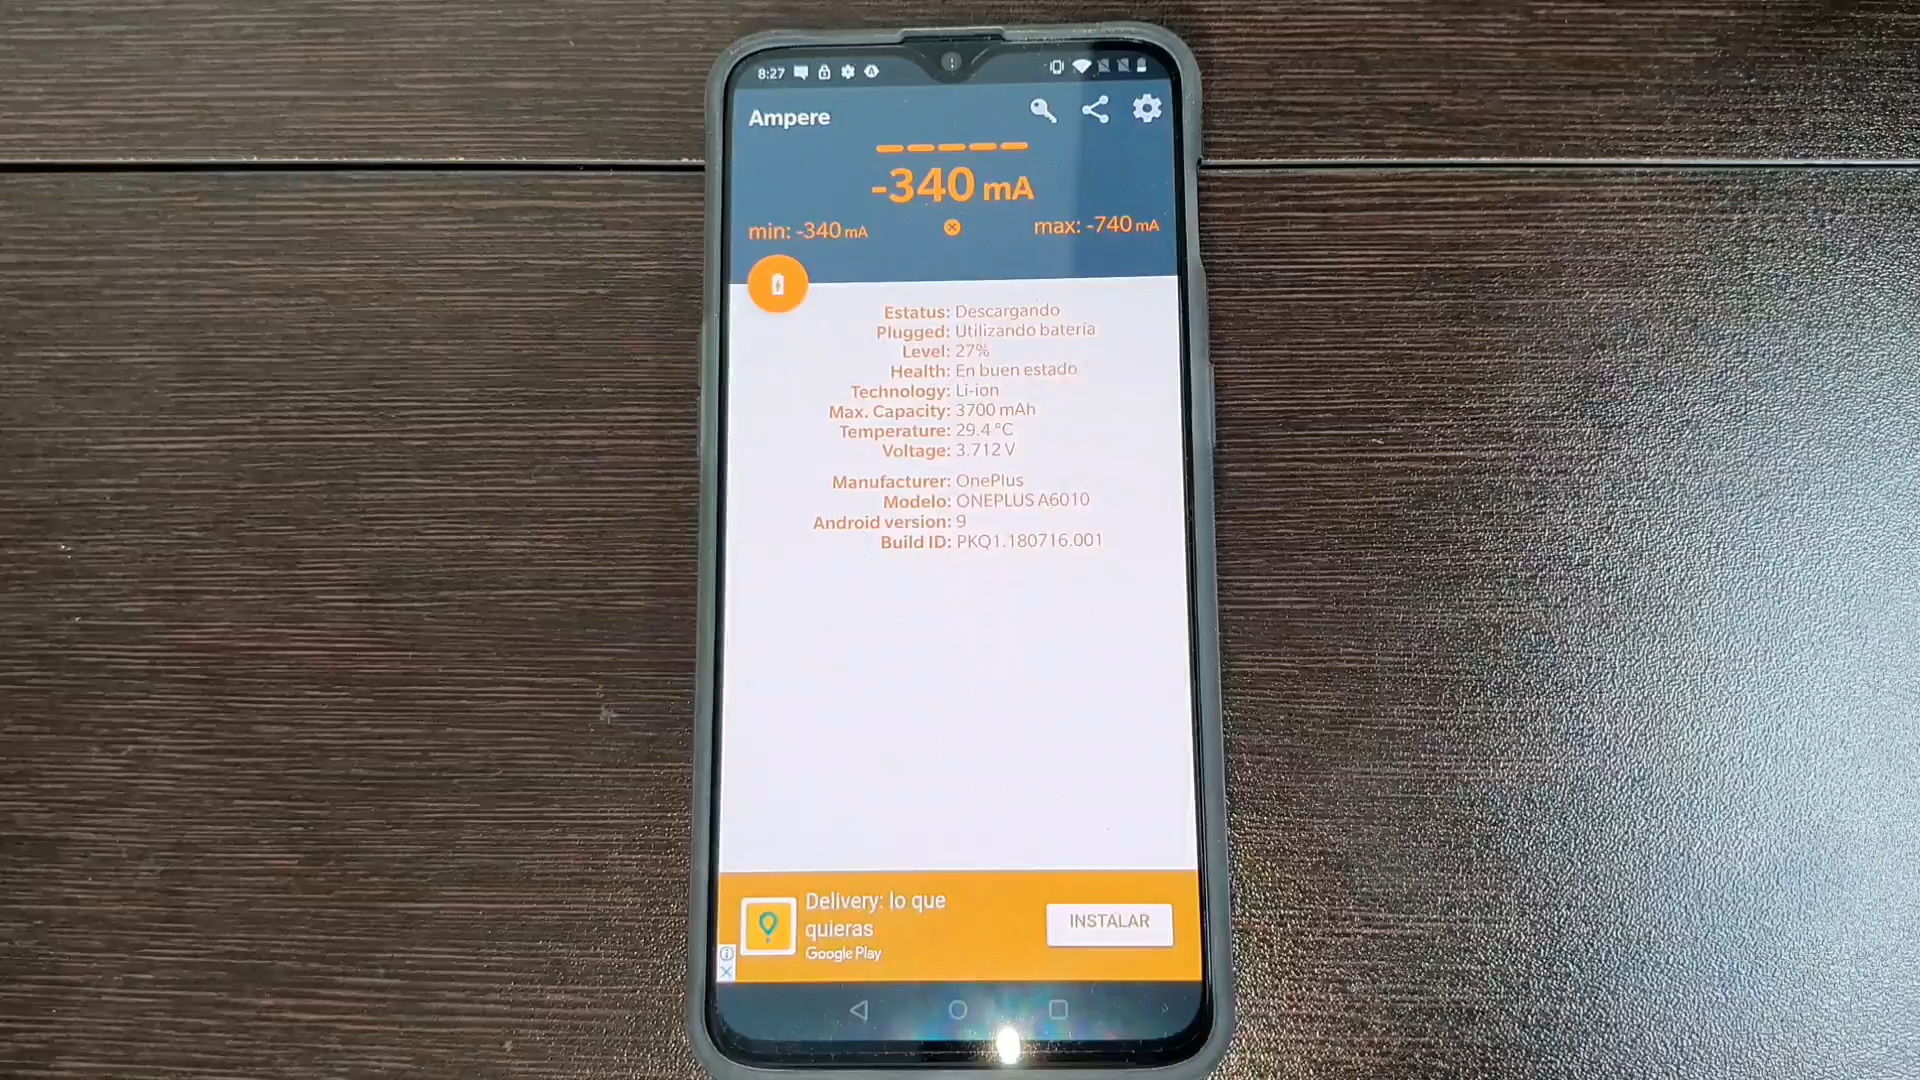 8:27
Ampere
-340 mA
min: -340 mA
max: -740 mA
Estatus: Descargando
Plugged: Utilizando batería
Level: 27%
Health: En buen estado
Technology: Li-ion
Max. Capacity: 3700 mAh
Temperature: 29.4 °C
Voltage: 3.712 V
Manufacturer: OnePlus
Modelo: ONEPLUS A6010
Android version: 9
Build ID: PKQ1.180716.001
Delivery: lo que
quieras
Google Play
INSTALAR